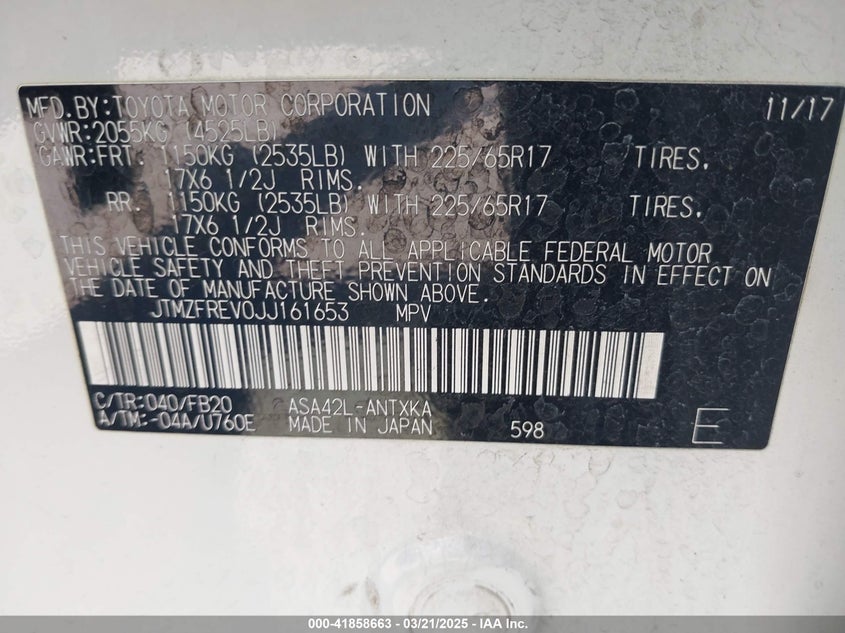 MFD.BY:TOYOTA MOTOR CORPORATION 11/17
GVWR:2055KG (4525LB)
GAWR:FRT. 1150KG (2535LB) WITH 225/65R17 TIRES,
17X6 1/2J RIMS.
RR. 1150KG (2535LB) WITH 225/65R17 TIRES,
17X6 1/2J RIMS.
THIS VEHICLE CONFORMS TO ALL APPLICABLE FEDERAL MOTOR
VEHICLE SAFETY AND THEFT PREVENTION STANDARDS IN EFFECT ON
THE DATE OF MANUFACTURE SHOWN ABOVE.
JTMZFREV0JJ161653 MPV
C/TR:040/FB20 ASA42L-ANTXKA
A/TM:-04A/U760E MADE IN JAPAN 598 E
000-41858663 - 03/21/2025 - IAA Inc.